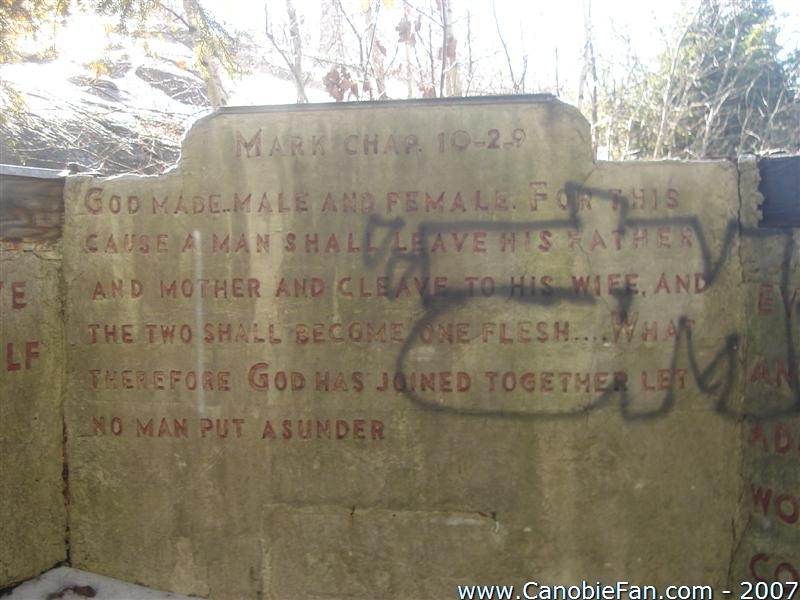 MARK CHAP. 10-2-9
GOD MADE..MALE AND FEMALE. FOR THIS
CAUSE A MAN SHALL LEAVE HIS FATHER
AND MOTHER AND CLEAVE TO HIS WIFE, AND
THE TWO SHALL BECOME ONE FLESH....WHAT
THEREFORE GOD HAS JOINED TOGETHER LET
NO MAN PUT ASUNDER
www.CanobieFan.com - 2007